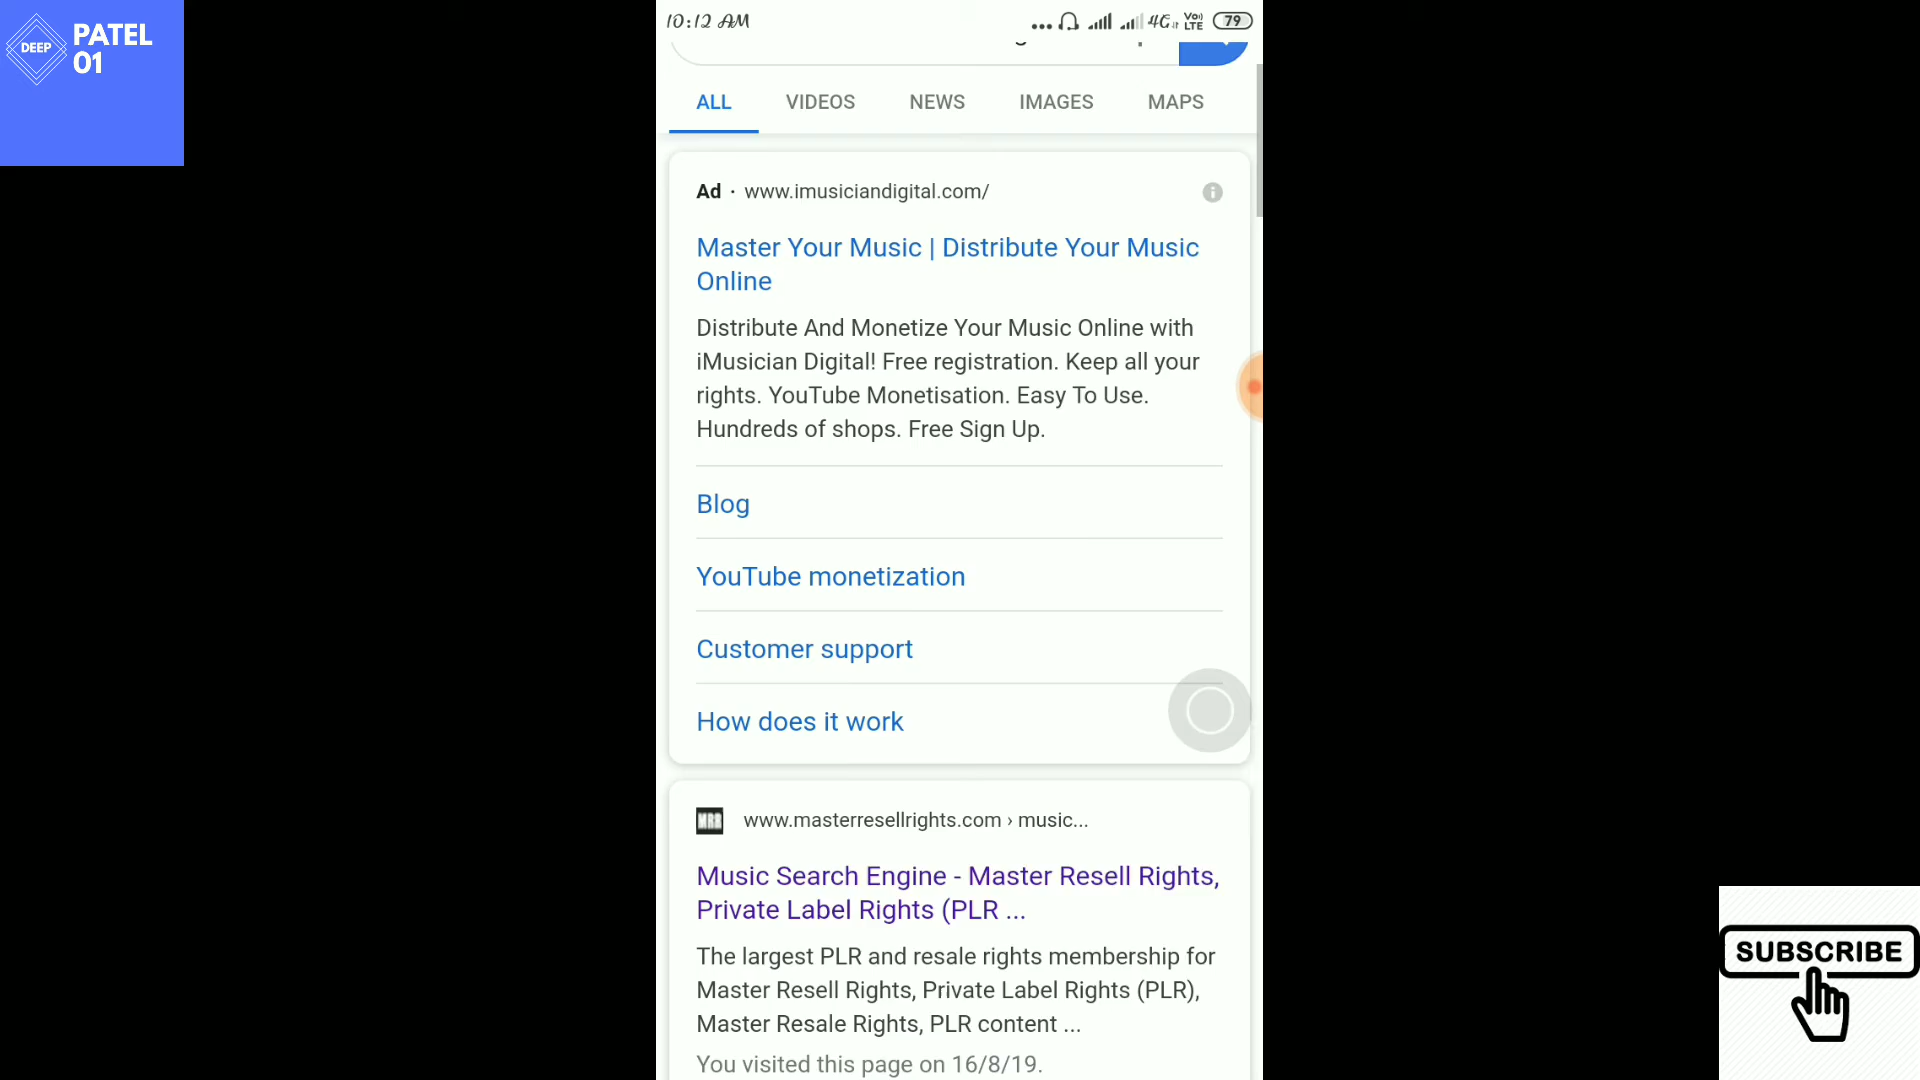 DEEP
PATEL
01
10:12 AM
4G
Vo)
LTE
79
ALL
VIDEOS
NEWS
IMAGES
MAPS
Ad · www.imusiciandigital.com/
Master Your Music | Distribute Your Music
Online
Distribute And Monetize Your Music Online with
iMusician Digital! Free registration. Keep all your
rights. YouTube Monetisation. Easy To Use.
Hundreds of shops. Free Sign Up.
Blog
YouTube monetization
Customer support
How does it work
MRR
www.masterresellrights.com › music...
Music Search Engine - Master Resell Rights,
Private Label Rights (PLR ...
The largest PLR and resale rights membership for
Master Resell Rights, Private Label Rights (PLR),
Master Resale Rights, PLR content ...
You visited this page on 16/8/19.
SUBSCRIBE